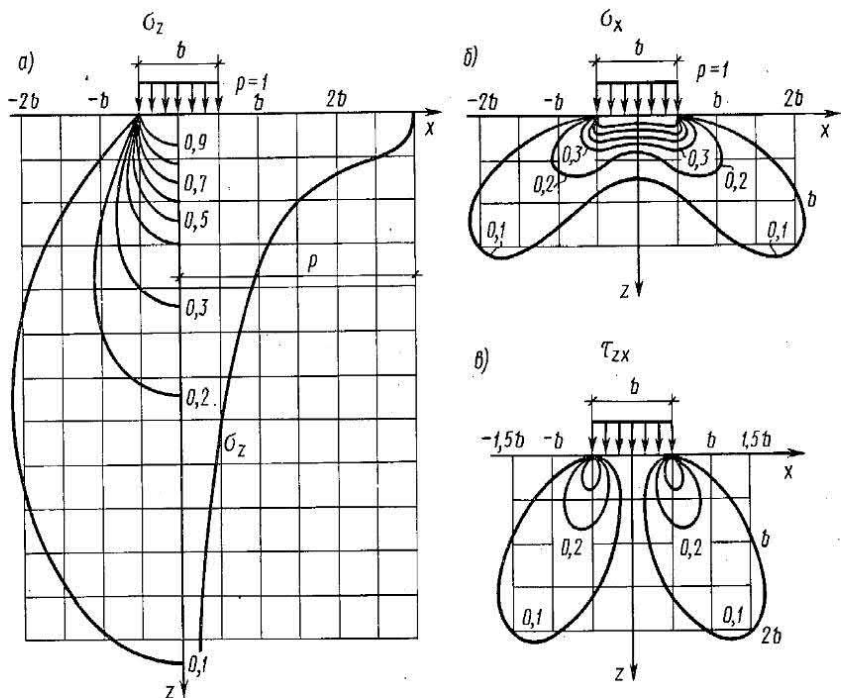 σz
а)
b
p=1
-2b -b b 2b
x
0,9
0,7
0,5
p
0,3
0,2
σz
0,1
z
σx
б)
b
p=1
-2b -b b 2b
x
0,3 0,3
0,2 0,2
b
0,1 0,1
z
τzx
в)
b
-1,5b -b b 1,5b
x
0,2 0,2
b
0,1 0,1
2b
z